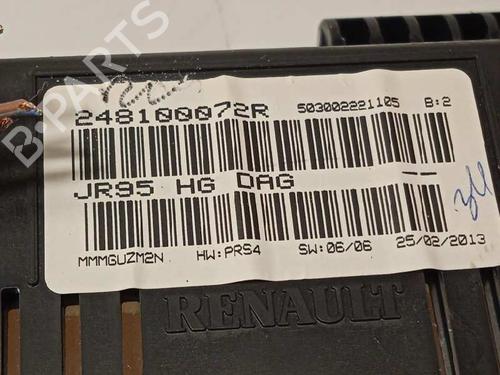 B-PARTS
248100072R 503002221105 B:2
JR95 HG DAG --
MMMGUZM2N HW:PRS4 SW:06/06 25/02/2013
RENAULT